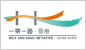 一帶一路·香港
BELT AND ROAD INITIATIVE HONG KONG